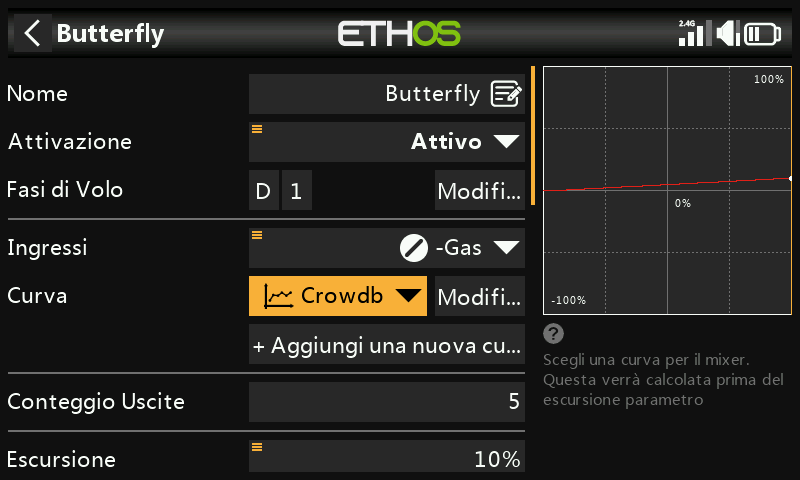 Butterfly
ETHOS
2.4G
Nome
Butterfly
Attivazione
Attivo
Fasi di Volo
D 1
Modifi...
Ingressi
-Gas
Curva
Crowdb
Modifi...
+ Aggiungi una nuova cu...
Conteggio Uscite
5
Escursione
10%
100%
0%
-100%
?
Scegli una curva per il mixer.
Questa verrà calcolata prima del
escursione parametro